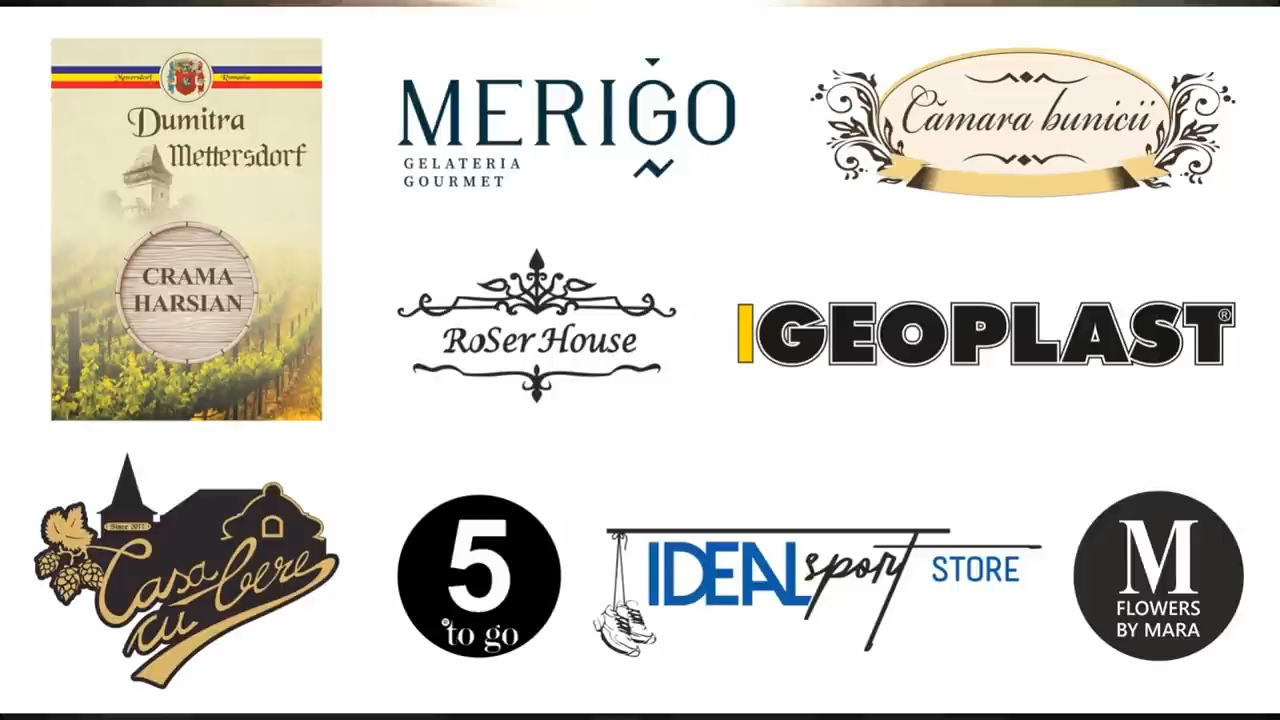 Mettersdorf Romania
Dumitra
Mettersdorf
CRAMA
HARSIAN
MERIGO
GELATERIA
GOURMET
Cămara bunicii
RoSer House
GEOPLAST®
Since 2011
Casa
cu bere
5
to go
IDEAL sport STORE
M
FLOWERS
BY MARA